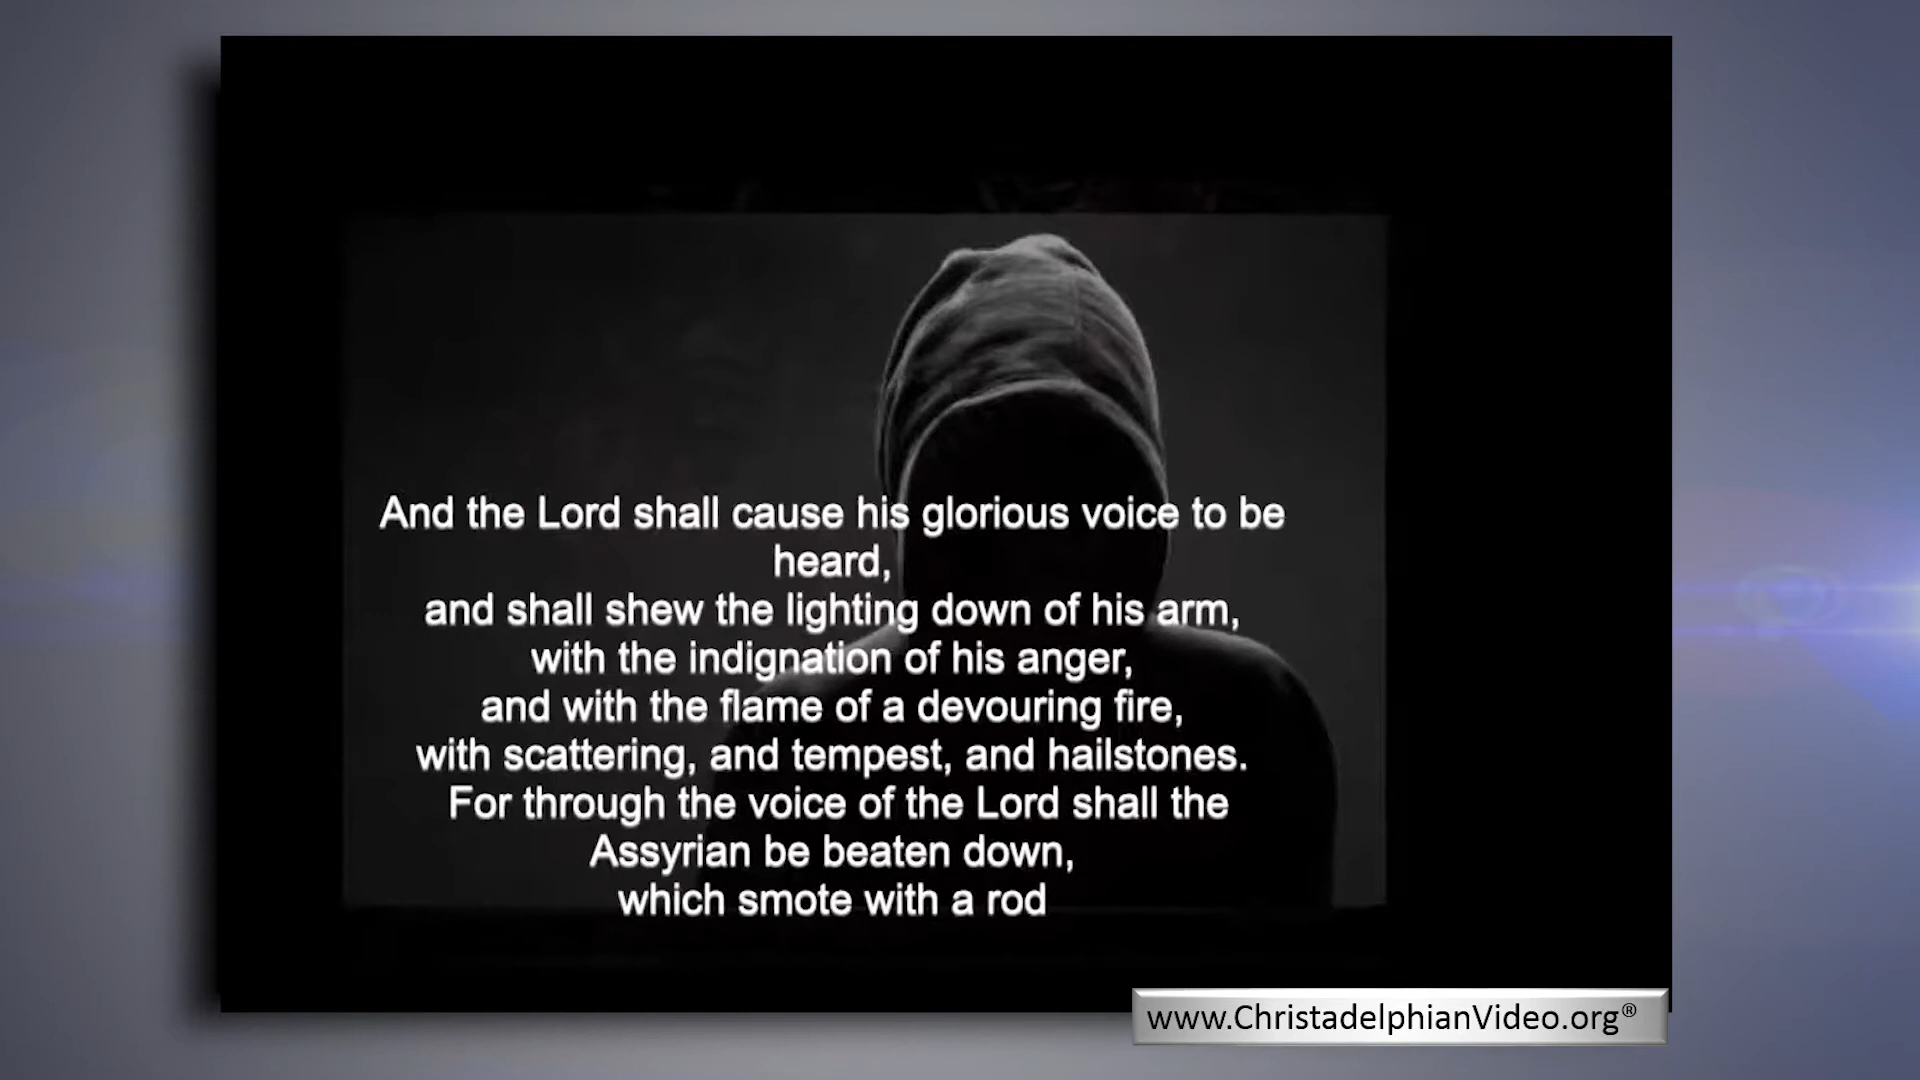 And the Lord shall cause his glorious voice to be
heard,
and shall shew the lighting down of his arm,
with the indignation of his anger,
and with the flame of a devouring fire,
with scattering, and tempest, and hailstones.
For through the voice of the Lord shall the
Assyrian be beaten down,
which smote with a rod
www.ChristadelphianVideo.org®